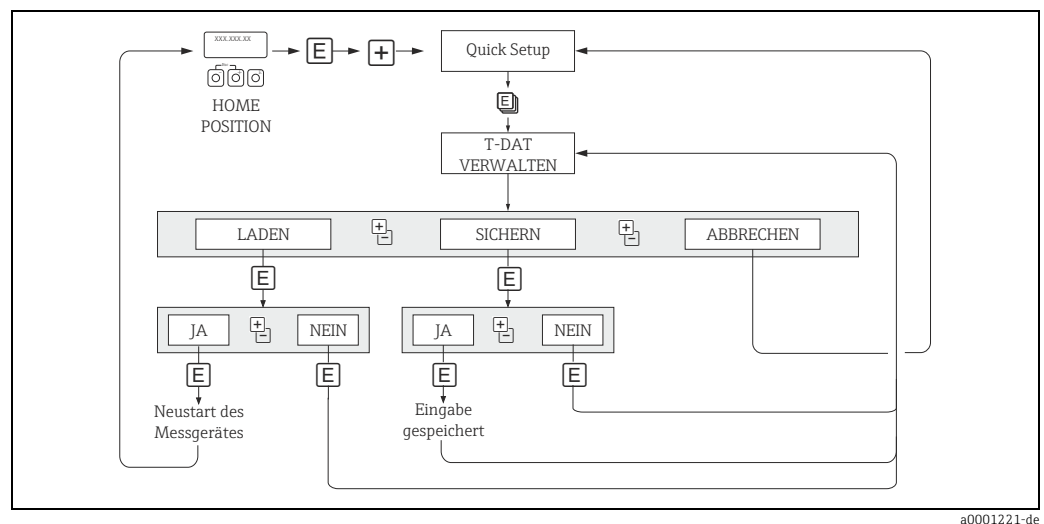 XXX.XXX.XX
E
+
Quick Setup
HOME
POSITION
E
T-DAT
VERWALTEN
LADEN
+
-
SICHERN
+
-
ABBRECHEN
E
E
JA
+
-
NEIN
JA
+
-
NEIN
E
E
E
E
Neustart des
Messgerätes
Eingabe
gespeichert
a0001221-de